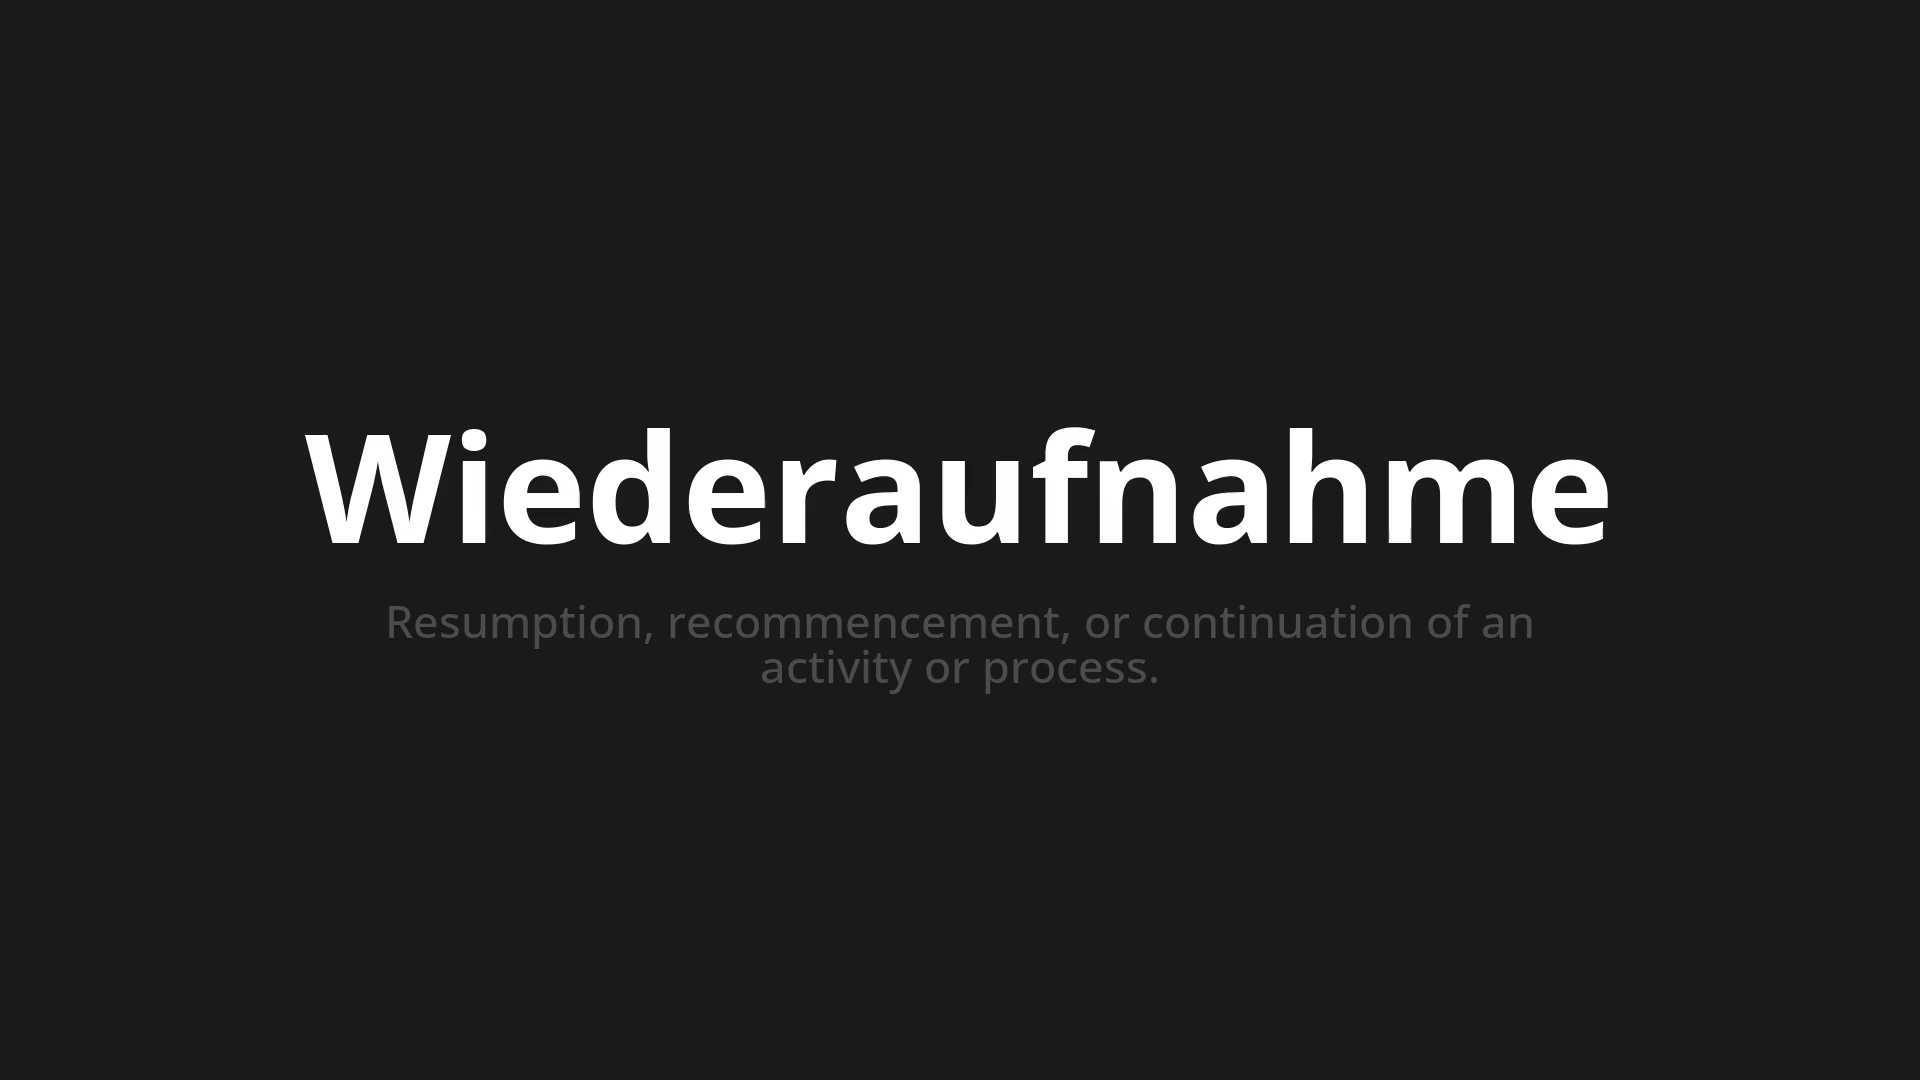 Wiederaufnahme
Resumption, recommencement, or continuation of an
activity or process.